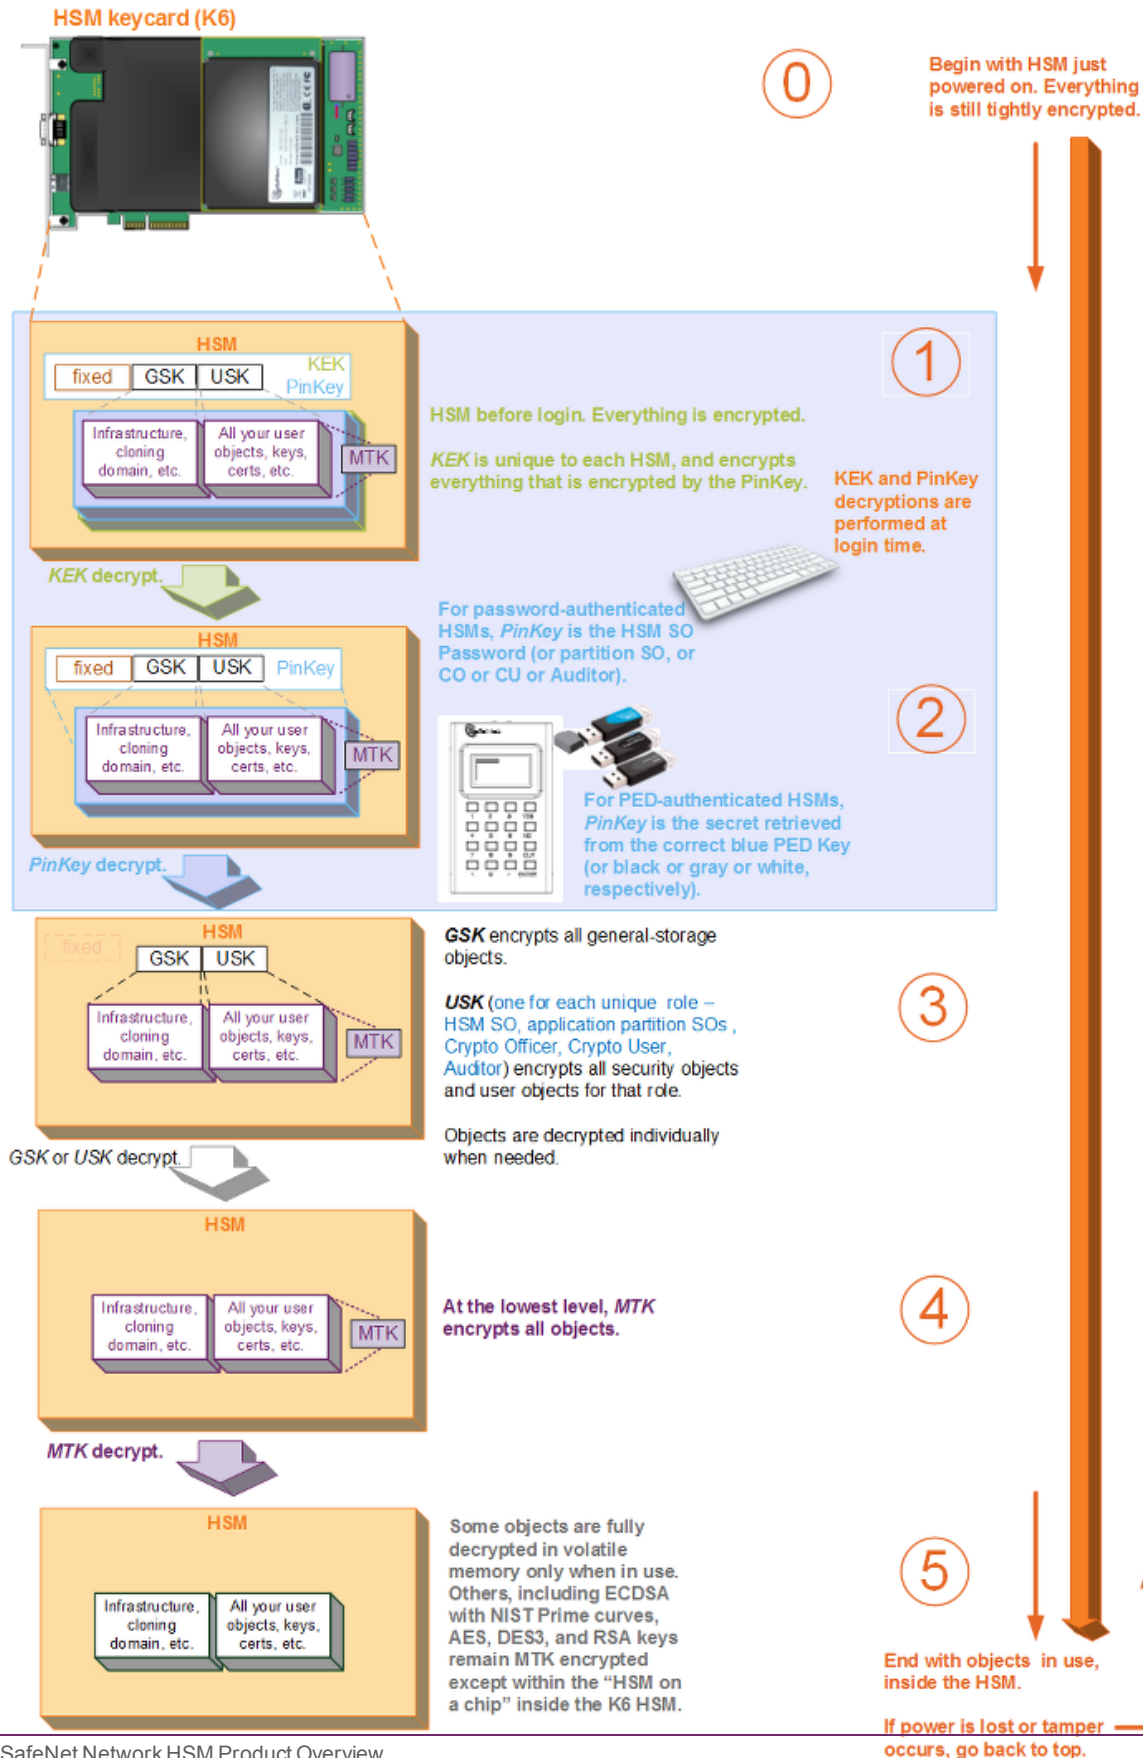 HSM keycard (K6)
0
Begin with HSM just
powered on. Everything
is still tightly encrypted.
HSM
fixed
GSK
USK
KEK
PinKey
Infrastructure,
cloning
domain, etc.
All your user
objects, keys,
certs, etc.
MTK
1
HSM before login. Everything is encrypted.
KEK is unique to each HSM, and encrypts
everything that is encrypted by the PinKey.
KEK and PinKey
decryptions are
performed at
login time.
KEK decrypt.
HSM
fixed
GSK
USK
PinKey
Infrastructure,
cloning
domain, etc.
All your user
objects, keys,
certs, etc.
MTK
For password-authenticated
HSMs, PinKey is the HSM SO
Password (or partition SO, or
CO or CU or Auditor).
2
For PED-authenticated HSMs,
PinKey is the secret retrieved
from the correct blue PED Key
(or black or gray or white,
respectively).
PinKey decrypt.
HSM
fixed
GSK
USK
Infrastructure,
cloning
domain, etc.
All your user
objects, keys,
certs, etc.
MTK
GSK encrypts all general-storage
objects.
USK (one for each unique role –
HSM SO, application partition SOs ,
Crypto Officer, Crypto User,
Auditor) encrypts all security objects
and user objects for that role.
Objects are decrypted individually
when needed.
3
GSK or USK decrypt.
HSM
Infrastructure,
cloning
domain, etc.
All your user
objects, keys,
certs, etc.
MTK
At the lowest level, MTK
encrypts all objects.
4
MTK decrypt.
HSM
Infrastructure,
cloning
domain, etc.
All your user
objects, keys,
certs, etc.
Some objects are fully
decrypted in volatile
memory only when in use.
Others, including ECDSA
with NIST Prime curves,
AES, DES3, and RSA keys
remain MTK encrypted
except within the “HSM on
a chip” inside the K6 HSM.
5
End with objects in use,
inside the HSM.
If power is lost or tamper
occurs, go back to top.
SafeNet Network HSM Product Overview